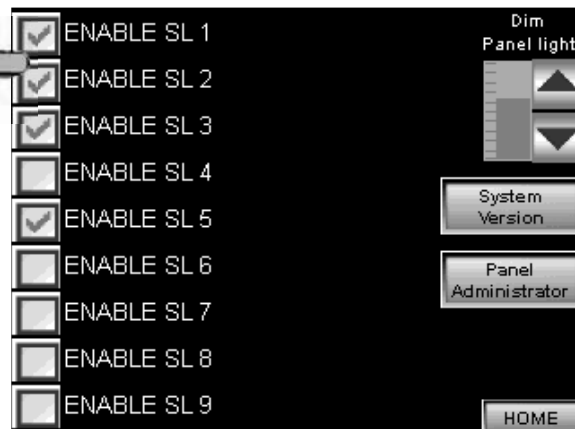 ENABLE SL 1
ENABLE SL 2
ENABLE SL 3
ENABLE SL 4
ENABLE SL 5
ENABLE SL 6
ENABLE SL 7
ENABLE SL 8
ENABLE SL 9
Dim
Panel light
System
Version
Panel
Administrator
HOME